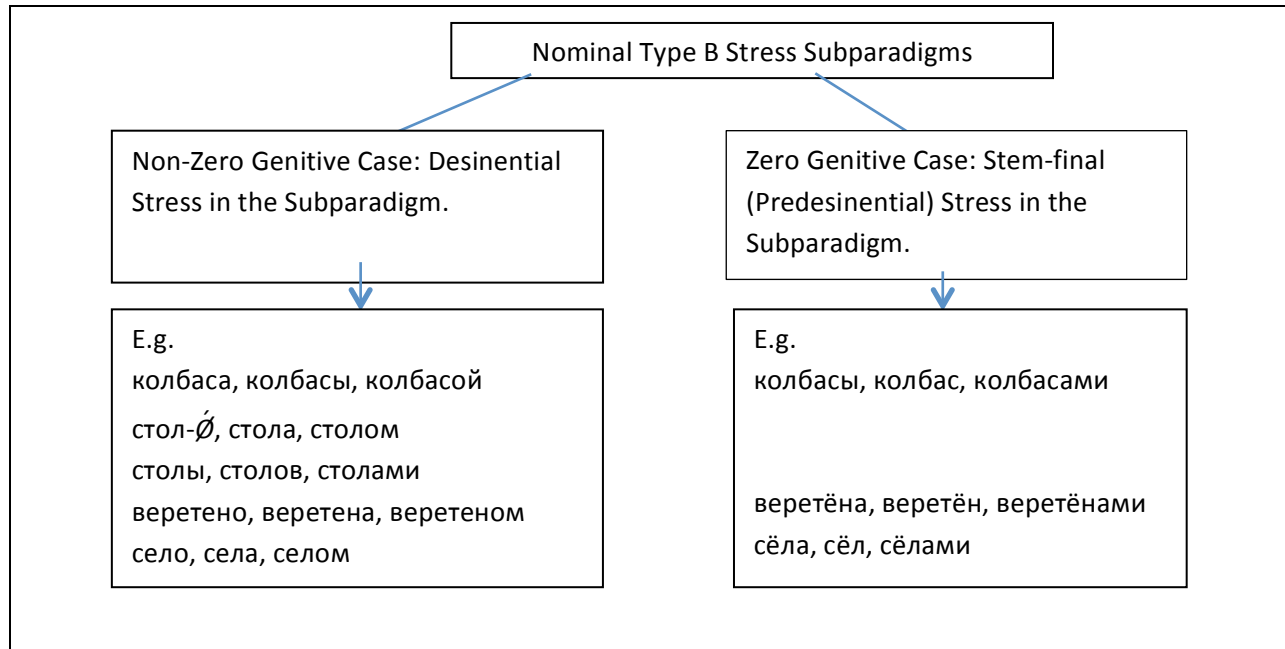 Nominal Type B Stress Subparadigms
Non-Zero Genitive Case: Desinential
Stress in the Subparadigm.
Zero Genitive Case: Stem-final
(Predesinential) Stress in the
Subparadigm.
E.g.
колбаса, колбасы, колбасой
стол-Ǿ, стола, столом
столы, столов, столами
веретено, веретена, веретеном
село, села, селом
E.g.
колбасы, колбас, колбасами
веретёна, веретён, веретёнами
сёла, сёл, сёлами